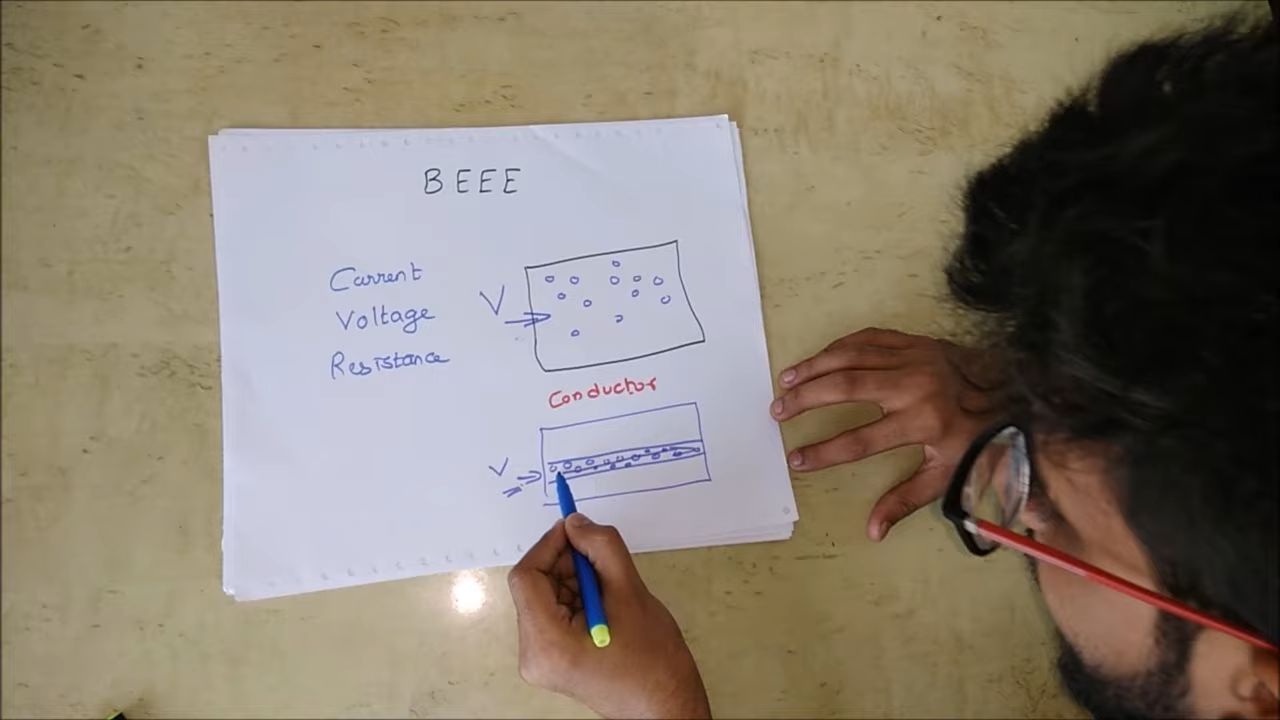 BEEE
Current
Voltage
Resistance
V
Conductor
V